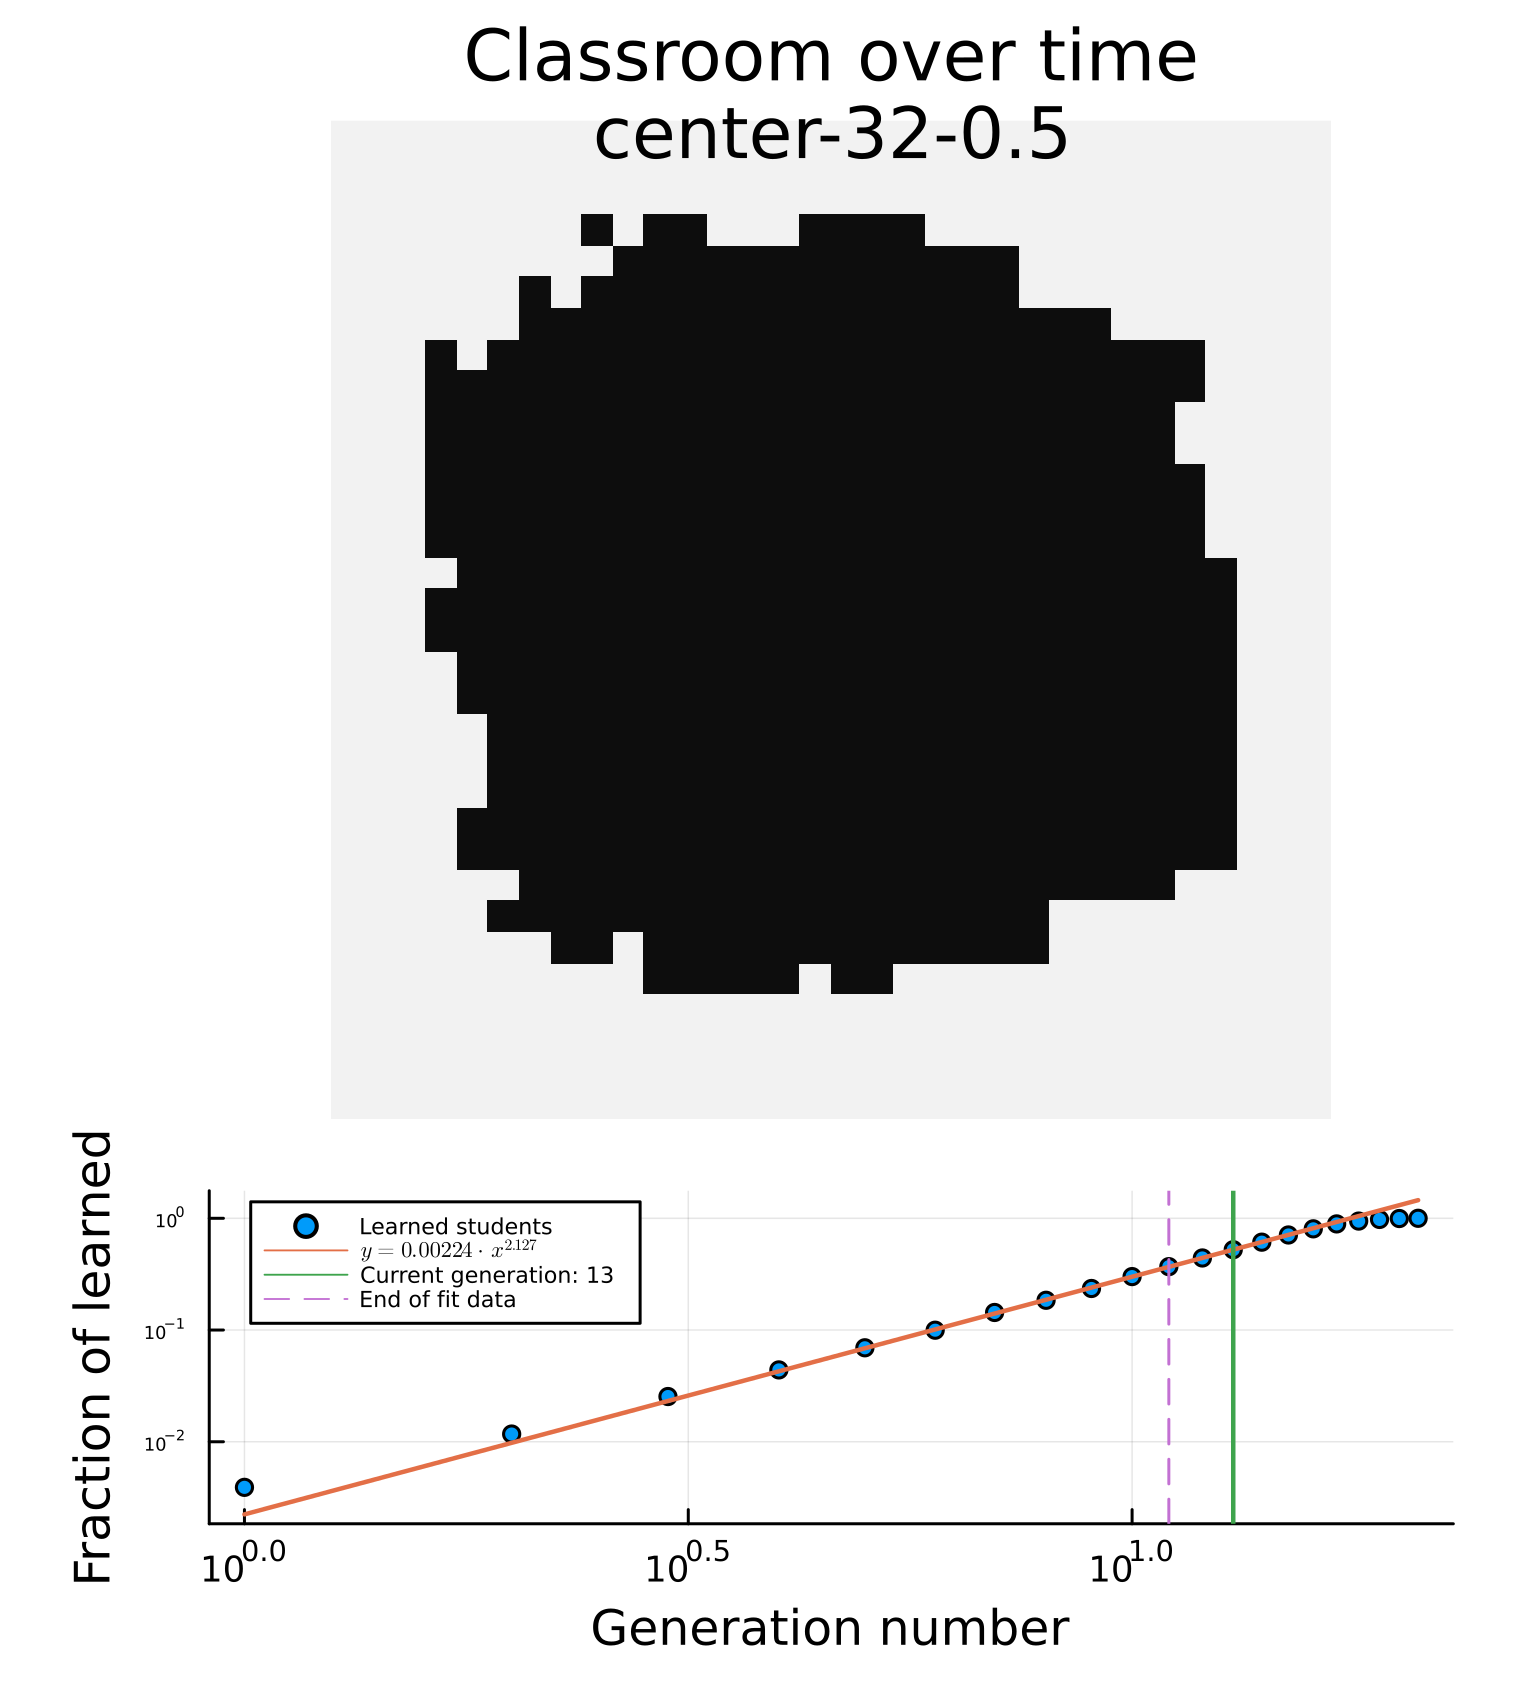 Classroom over time
center-32-0.5
Fraction of learned
10⁰
10⁻¹
10⁻²
Learned students
y = 0.00224 · x^2.127
Current generation: 13
End of fit data
10^0.0
10^0.5
10^1.0
Generation number